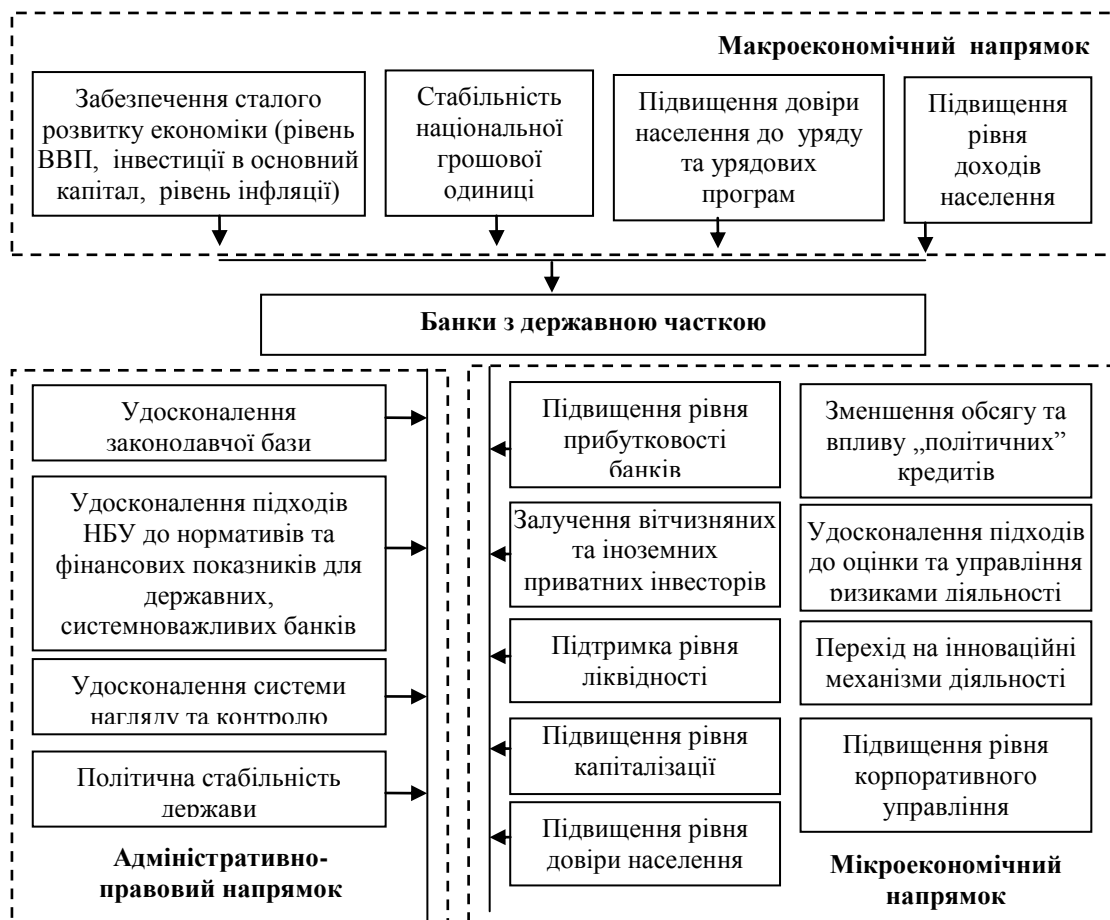 Макроекономічний напрямок
Забезпечення сталого
розвитку економіки (рівень
ВВП, інвестиції в основний
капітал, рівень інфляції)
Стабільність
національної
грошової
одиниці
Підвищення довіри
населення до уряду
та урядових
програм
Підвищення
рівня
доходів
населення
Банки з державною часткою
Удосконалення
законодавчої бази
Удосконалення підходів
НБУ до нормативів та
фінансових показників для
державних,
системноважливих банків
Удосконалення системи
нагляду та контролю
Політична стабільність
держави
Адміністративно-
правовий напрямок
Підвищення рівня
прибутковості
банків
Залучення вітчизняних
та іноземних
приватних інвесторів
Підтримка рівня
ліквідності
Підвищення рівня
капіталізації
Підвищення рівня
довіри населення
Зменшення обсягу та
впливу „політичних”
кредитів
Удосконалення підходів
до оцінки та управління
ризиками діяльності
Перехід на інноваційні
механізми діяльності
Підвищення рівня
корпоративного
управління
Мікроекономічний
напрямок